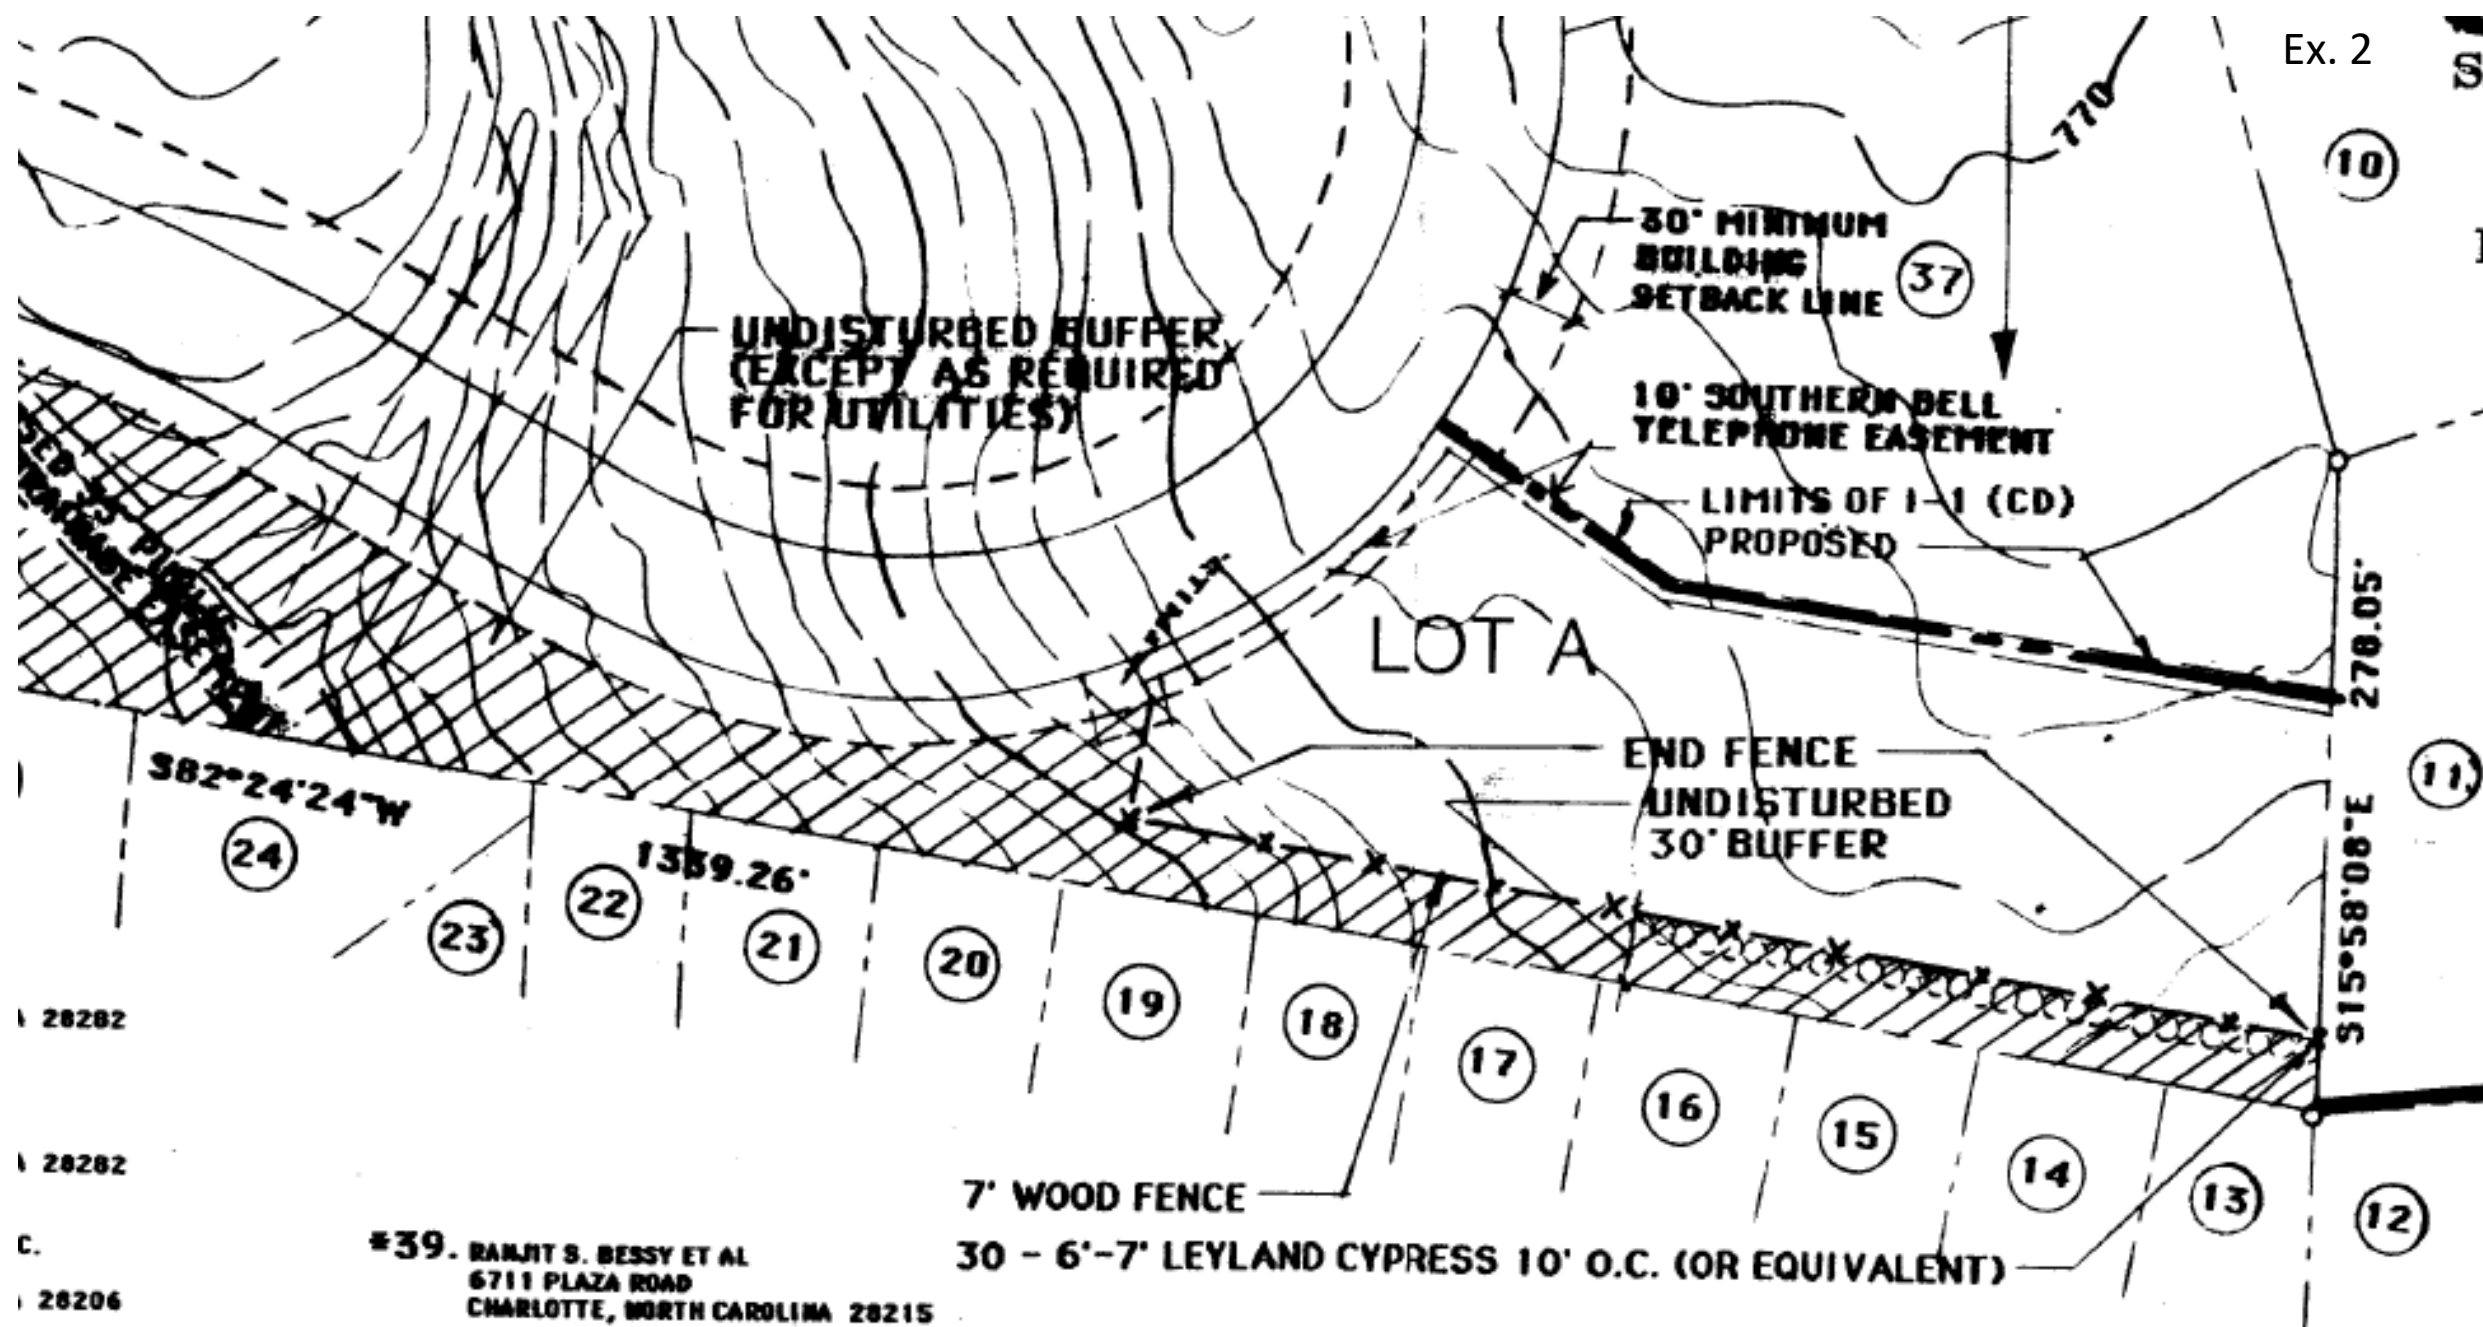 Ex. 2
S
770
10
30' MINIMUM
BUILDING
SETBACK LINE
37
UNDISTURBED BUFFER
(EXCEPT AS REQUIRED
FOR UTILITIES)
10' SOUTHERN BELL
TELEPHONE EASEMENT
LIMITS OF I-1 (CD)
PROPOSED
278.05'
LOT A
END FENCE
UNDISTURBED
30' BUFFER
11
S15°58'08"E
S82°24'24"W
1339.26'
24
23
22
21
20
19
18
17
16
15
14
13
12
28282
28282
7' WOOD FENCE
30 - 6'-7' LEYLAND CYPRESS 10' O.C. (OR EQUIVALENT)
C.
28206
*39. RANJIT S. BESSY ET AL
6711 PLAZA ROAD
CHARLOTTE, NORTH CAROLINA 28215